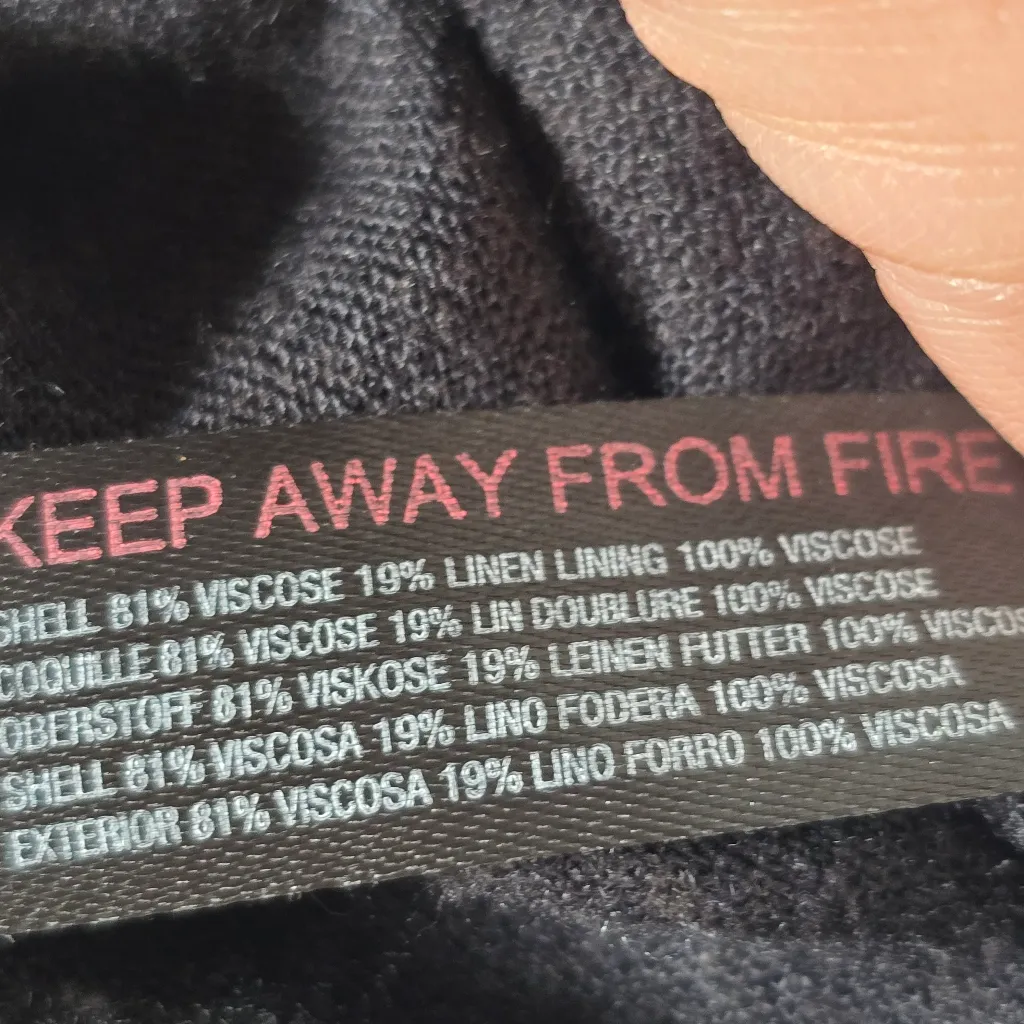 KEEP AWAY FROM FIRE
SHELL 81% VISCOSE 19% LINEN LINING 100% VISCOSE
COQUILLE 81% VISCOSE 19% LIN DOUBLURE 100% VISCOSE
OBERSTOFF 81% VISKOSE 19% LEINEN FUTTER 100% VISCOS
SHELL 81% VISCOSA 19% LINO FODERA 100% VISCOSA
EXTERIOR 81% VISCOSA 19% LINO FORRO 100% VISCOSA